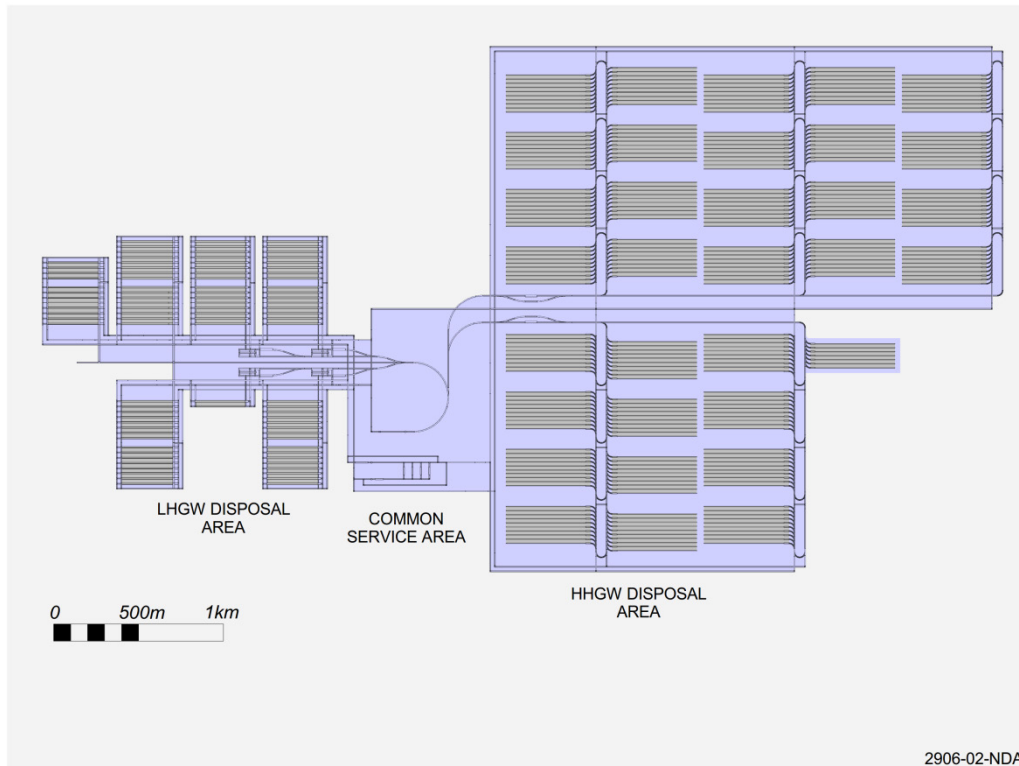 LHGW DISPOSAL
AREA
COMMON
SERVICE AREA
HHGW DISPOSAL
AREA
0 500m 1km
2906-02-NDA